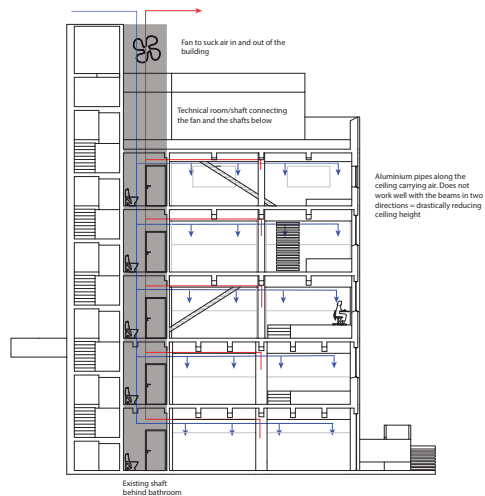 Fan to suck air in and out of the
building
Technical room/shaft connecting
the fan and the shafts below
Aluminium pipes along the
ceiling carrying air. Does not
work well with the beams in two
directions = drastically reducing
ceiling height
Existing shaft
behind bathroom